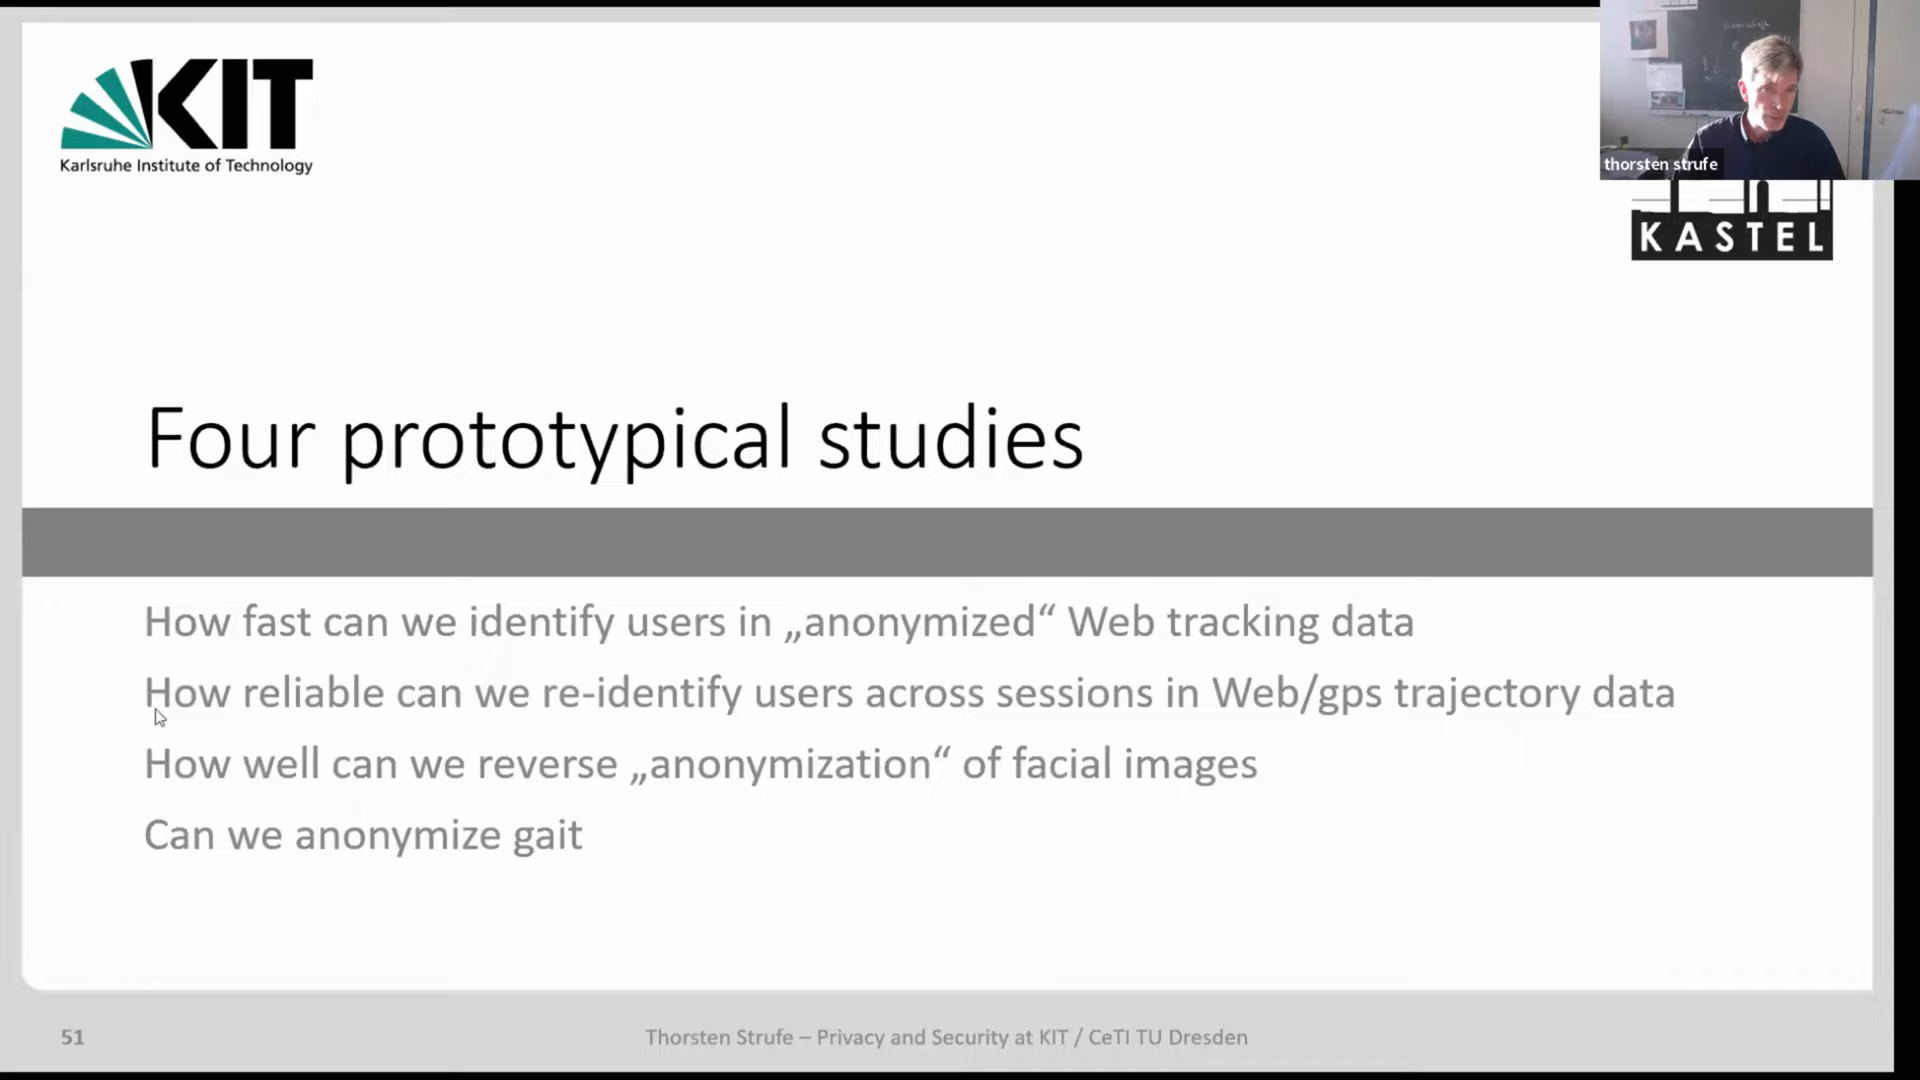 KIT
Karlsruhe Institute of Technology
thorsten strufe
KASTEL
Four prototypical studies
How fast can we identify users in „anonymized“ Web tracking data
How reliable can we re-identify users across sessions in Web/gps trajectory data
How well can we reverse „anonymization“ of facial images
Can we anonymize gait
51
Thorsten Strufe – Privacy and Security at KIT / CeTI TU Dresden